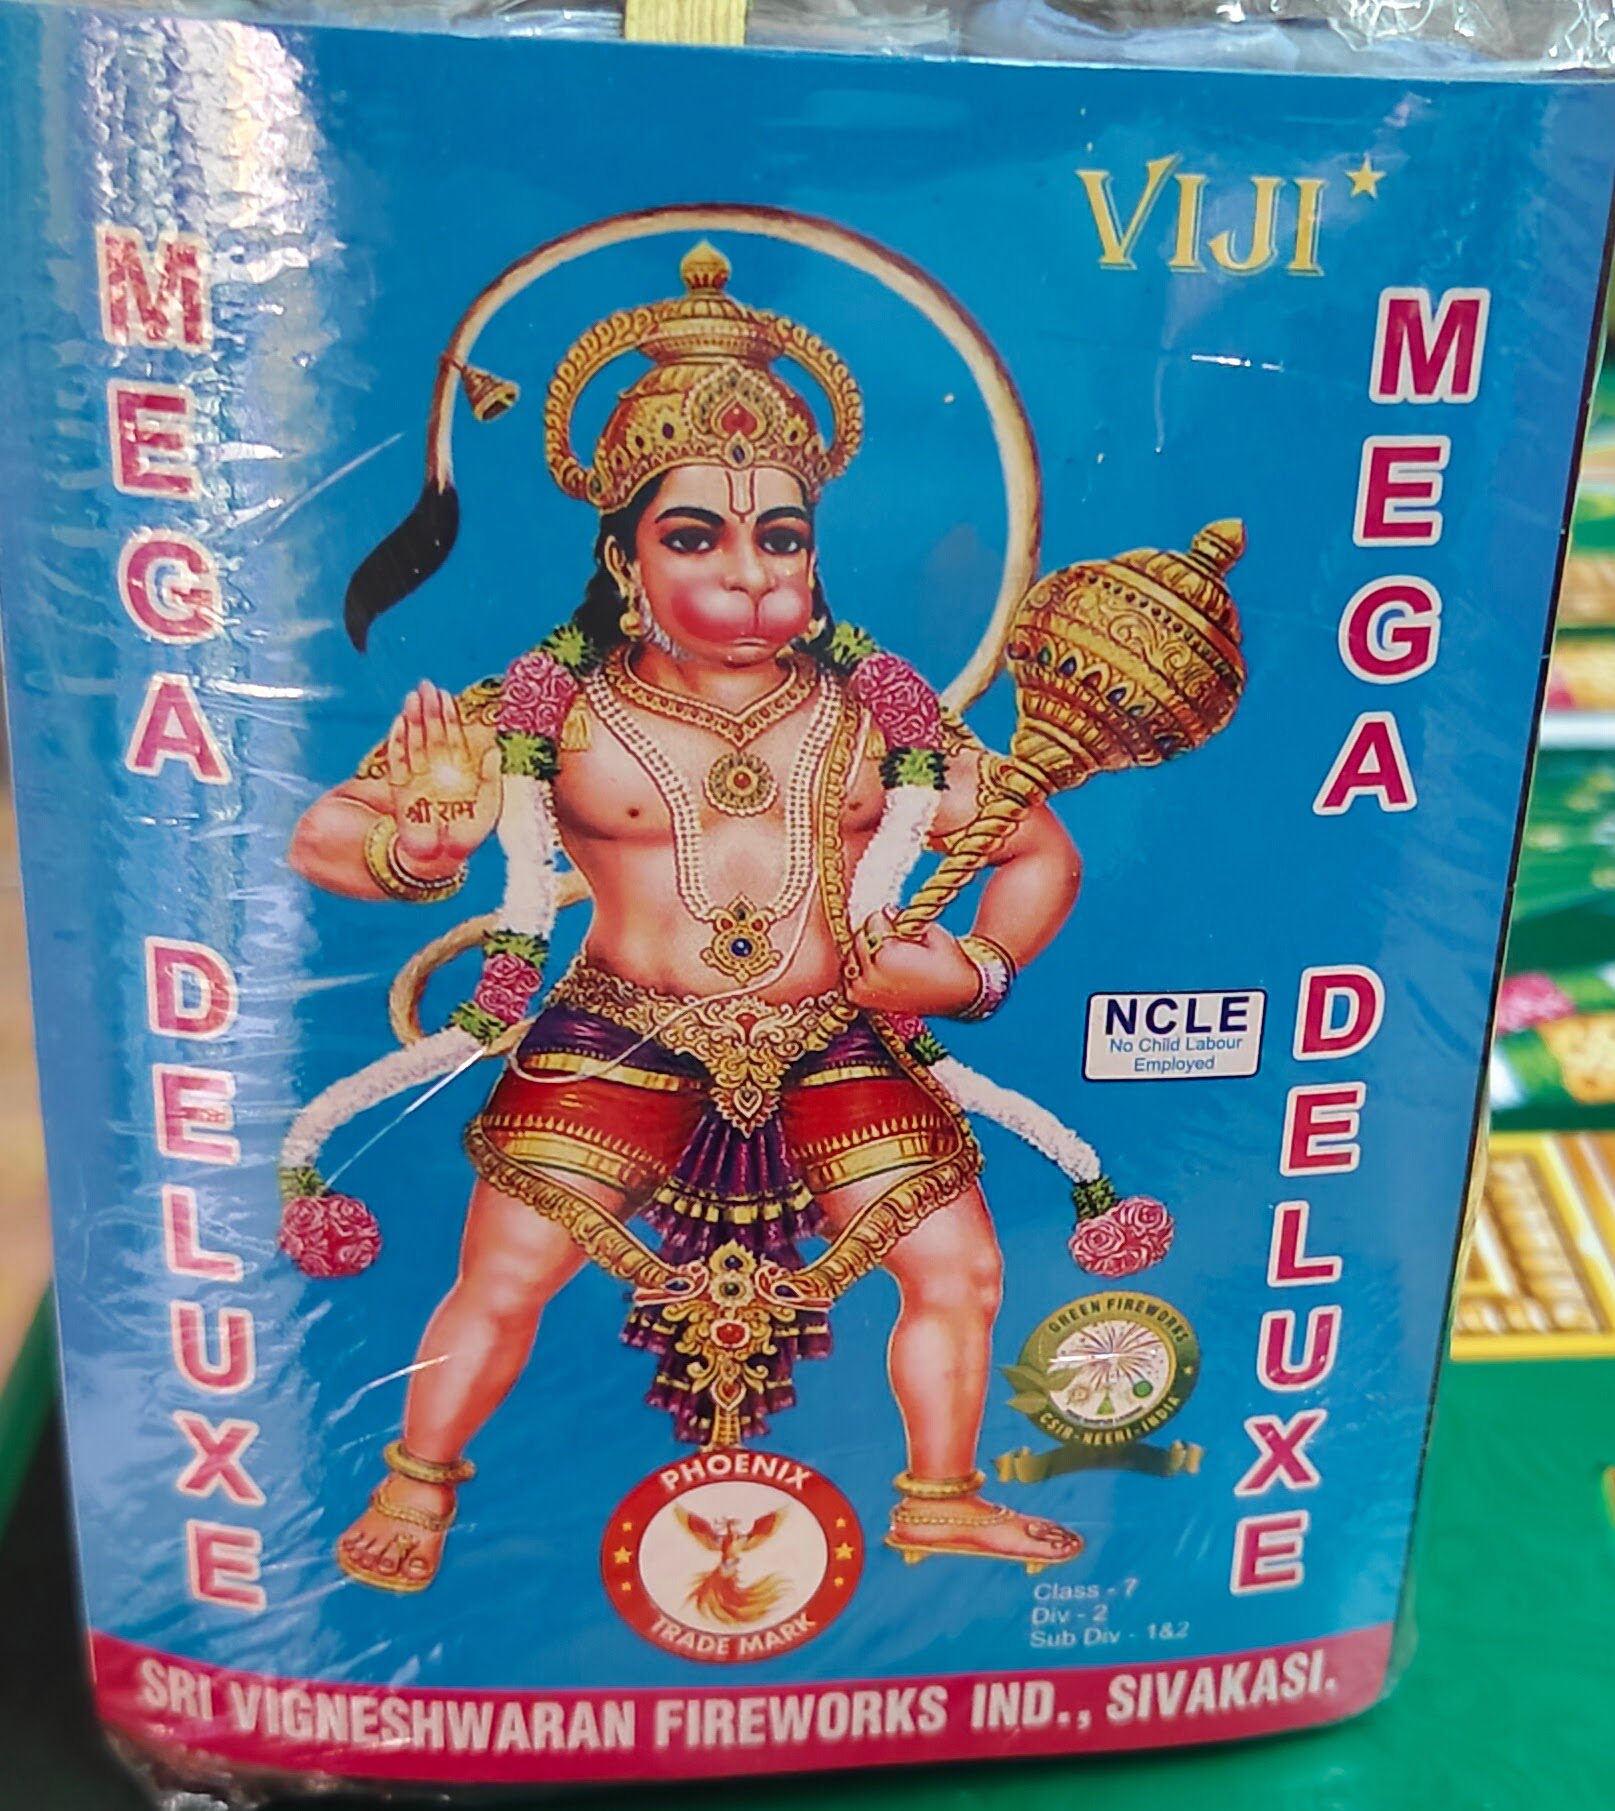 VIJI
MEGA DELUXE
MEGA DELUXE
श्री राम
NCLE
No Child Labour
Employed
GREEN FIREWORKS
CSIR-NEERI-INDIA
PHOENIX
TRADE MARK
Class - 7
Div - 2
Sub Div - 1&2
SRI VIGNESHWARAN FIREWORKS IND., SIVAKASI.